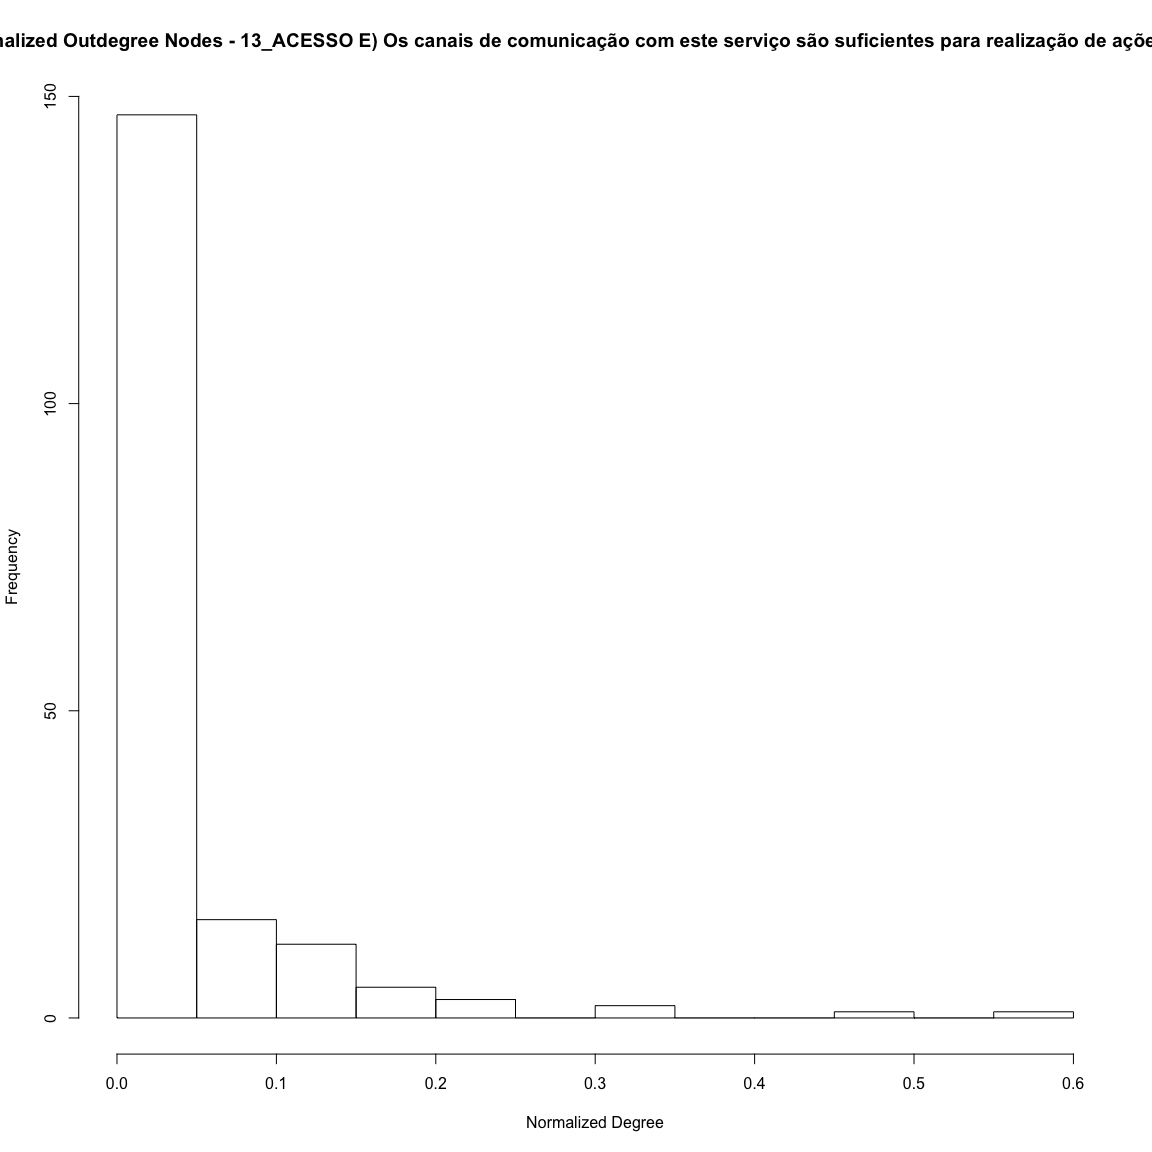 nalized Outdegree Nodes - 13_ACESSO E) Os canais de comunicação com este serviço são suficientes para realização de açõe
150
100
50
0
Frequency
0.0 0.1 0.2 0.3 0.4 0.5 0.6
Normalized Degree